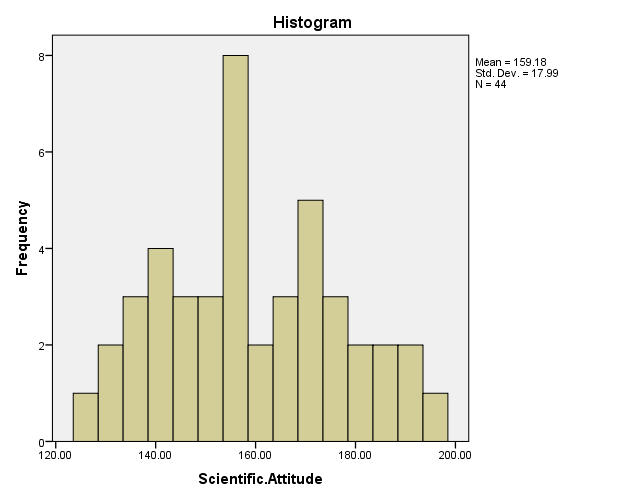 Histogram
Mean = 159.18
Std. Dev. = 17.99
N = 44
8
6
4
2
0
Frequency
120.00 140.00 160.00 180.00 200.00
Scientific.Attitude